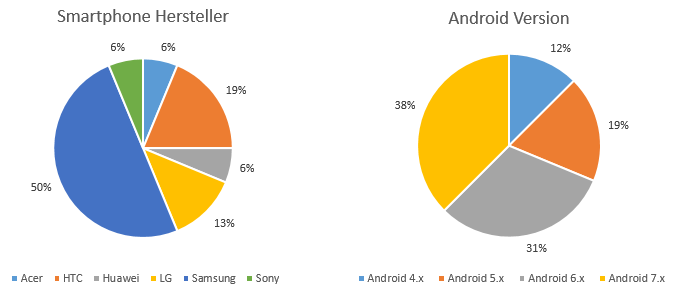 Smartphone Hersteller
6%
6%
19%
6%
13%
50%
Acer HTC Huawei LG Samsung Sony
Android Version
12%
19%
31%
38%
Android 4.x Android 5.x Android 6.x Android 7.x